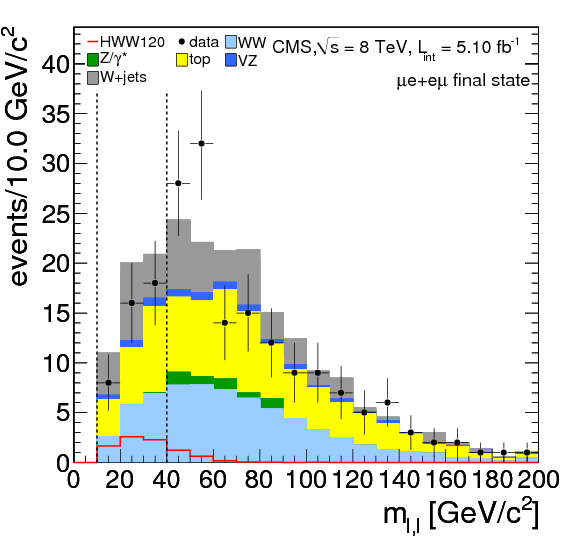 HWW120 data WW CMS,√s = 8 TeV, L_int = 5.10 fb⁻¹
Z/γ* top VZ
W+jets μe+eμ final state
events/10.0 GeV/c²
40
35
30
25
20
15
10
5
0
0 20 40 60 80 100 120 140 160 180 200
m_l,l [GeV/c²]